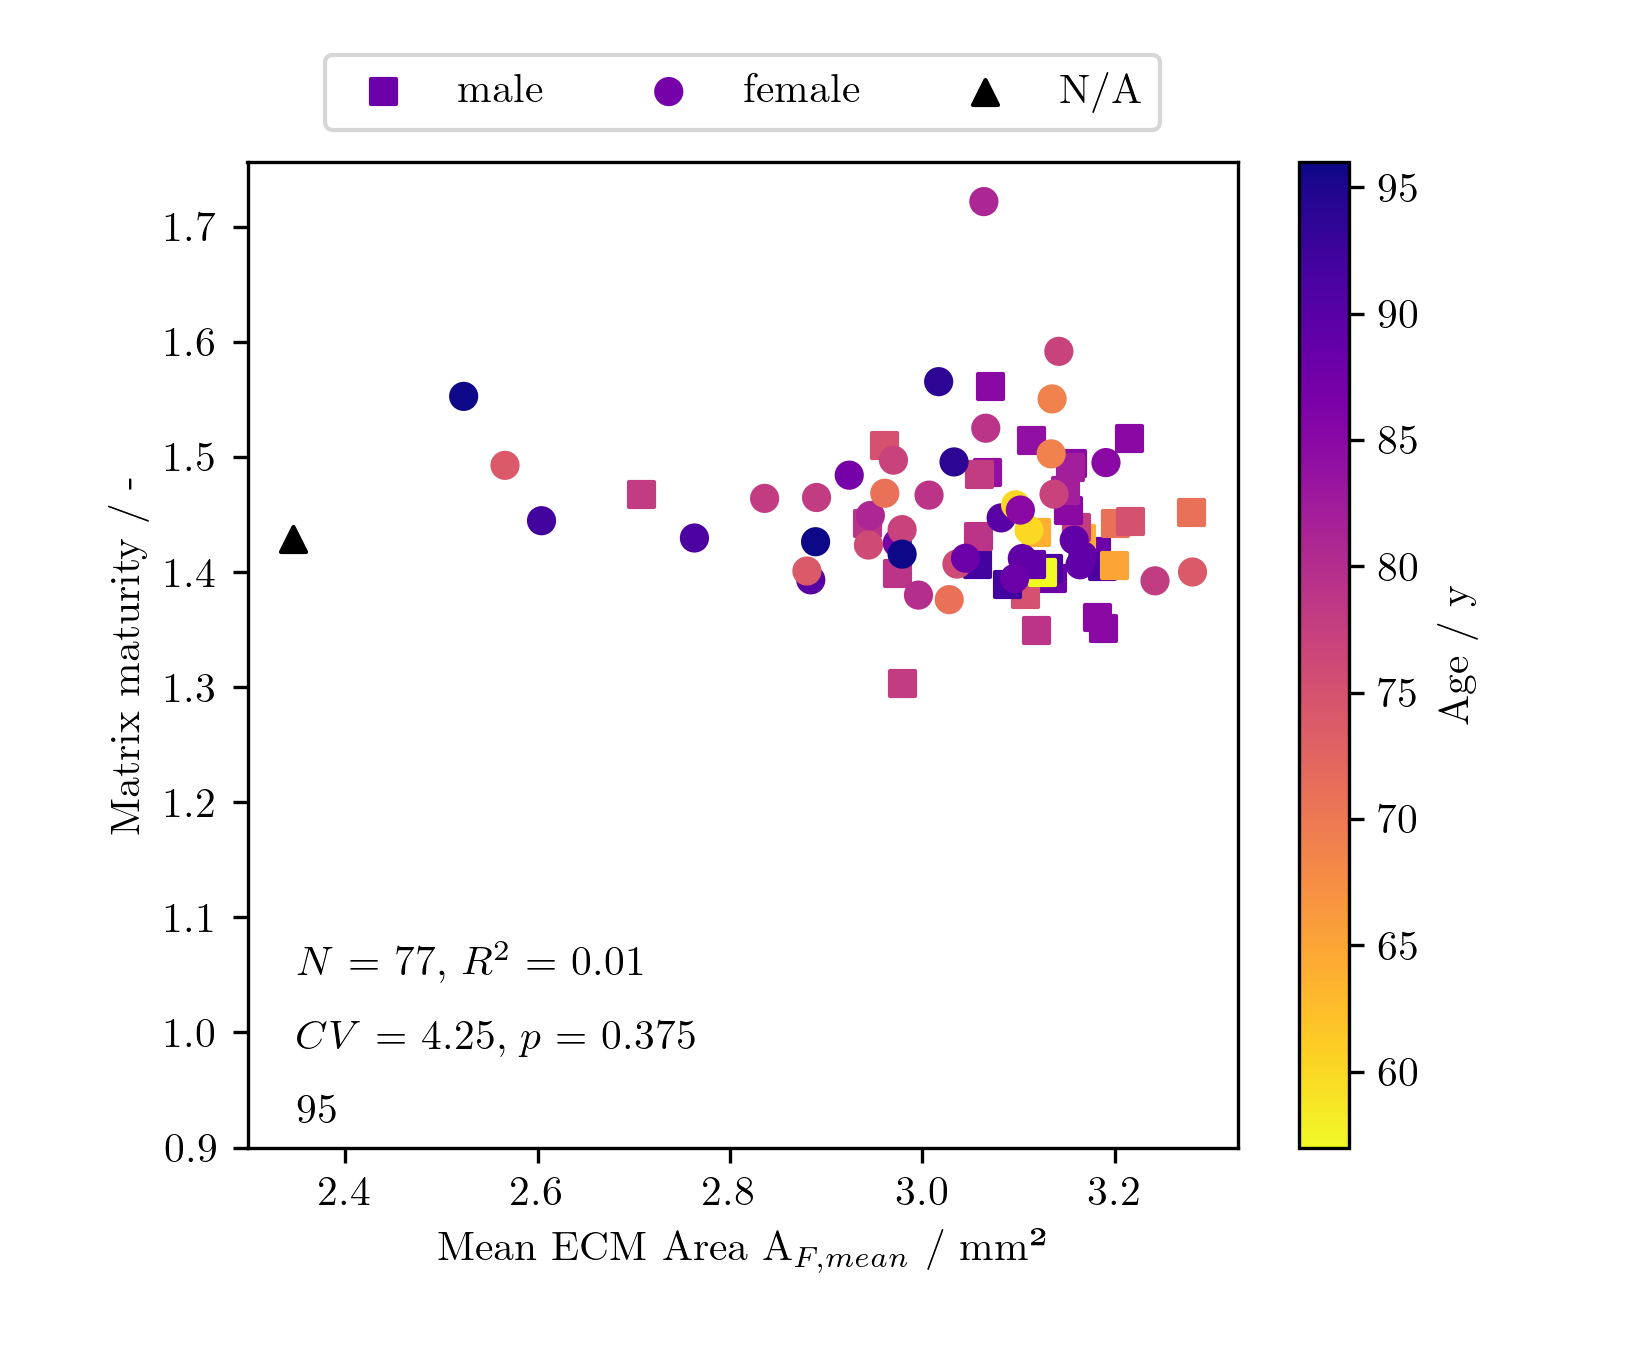 male female N/A
1.7
1.6
1.5
1.4
1.3
1.2
1.1
1.0
0.9
Matrix maturity / -
N = 77, R² = 0.01
CV = 4.25, p = 0.375
95
2.4 2.6 2.8 3.0 3.2
Mean ECM Area A_{F,mean} / mm²
95
90
85
80
75
70
65
60
Age / y